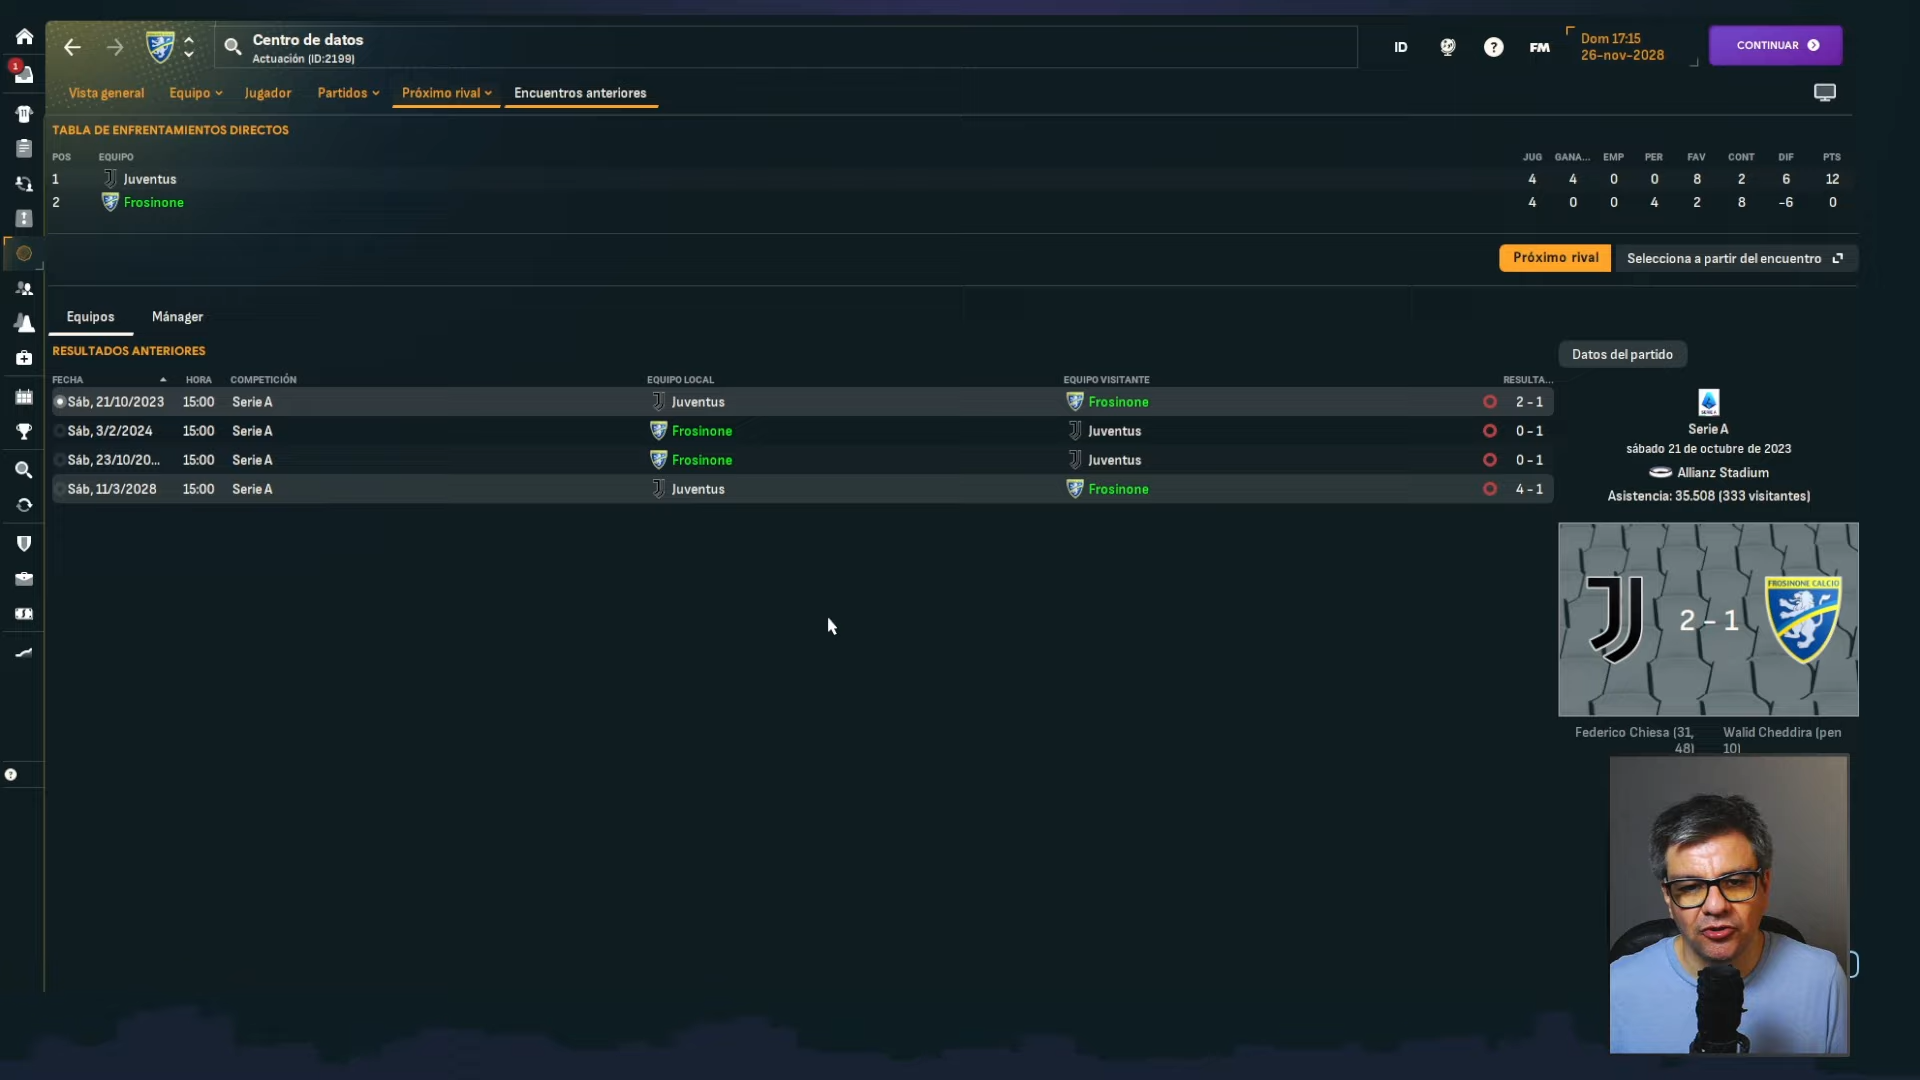 Centro de datos
Actuación (ID:2199)
ID
?
FM
Dom 17:15
26-nov-2028
CONTINUAR
1
Vista general
Equipo
Jugador
Partidos
Próximo rival
Encuentros anteriores
TABLA DE ENFRENTAMIENTOS DIRECTOS
POS EQUIPO JUG GANA... EMP PER FAV CONT DIF PTS
1 Juventus 4 4 0 0 8 2 6 12
2 Frosinone 4 0 0 4 2 8 -6 0
Próximo rival
Selecciona a partir del encuentro
Equipos
Mánager
RESULTADOS ANTERIORES
FECHA HORA COMPETICIÓN EQUIPO LOCAL EQUIPO VISITANTE RESULTA...
Sáb, 21/10/2023 15:00 Serie A Juventus Frosinone 2 - 1
Sáb, 3/2/2024 15:00 Serie A Frosinone Juventus 0 - 1
Sáb, 23/10/20... 15:00 Serie A Frosinone Juventus 0 - 1
Sáb, 11/3/2028 15:00 Serie A Juventus Frosinone 4 - 1
Datos del partido
Serie A
sábado 21 de octubre de 2023
Allianz Stadium
Asistencia: 35.508 (333 visitantes)
FROSINONE CALCIO
2 - 1
Federico Chiesa (31,
48)
Walid Cheddira (pen
10)
?